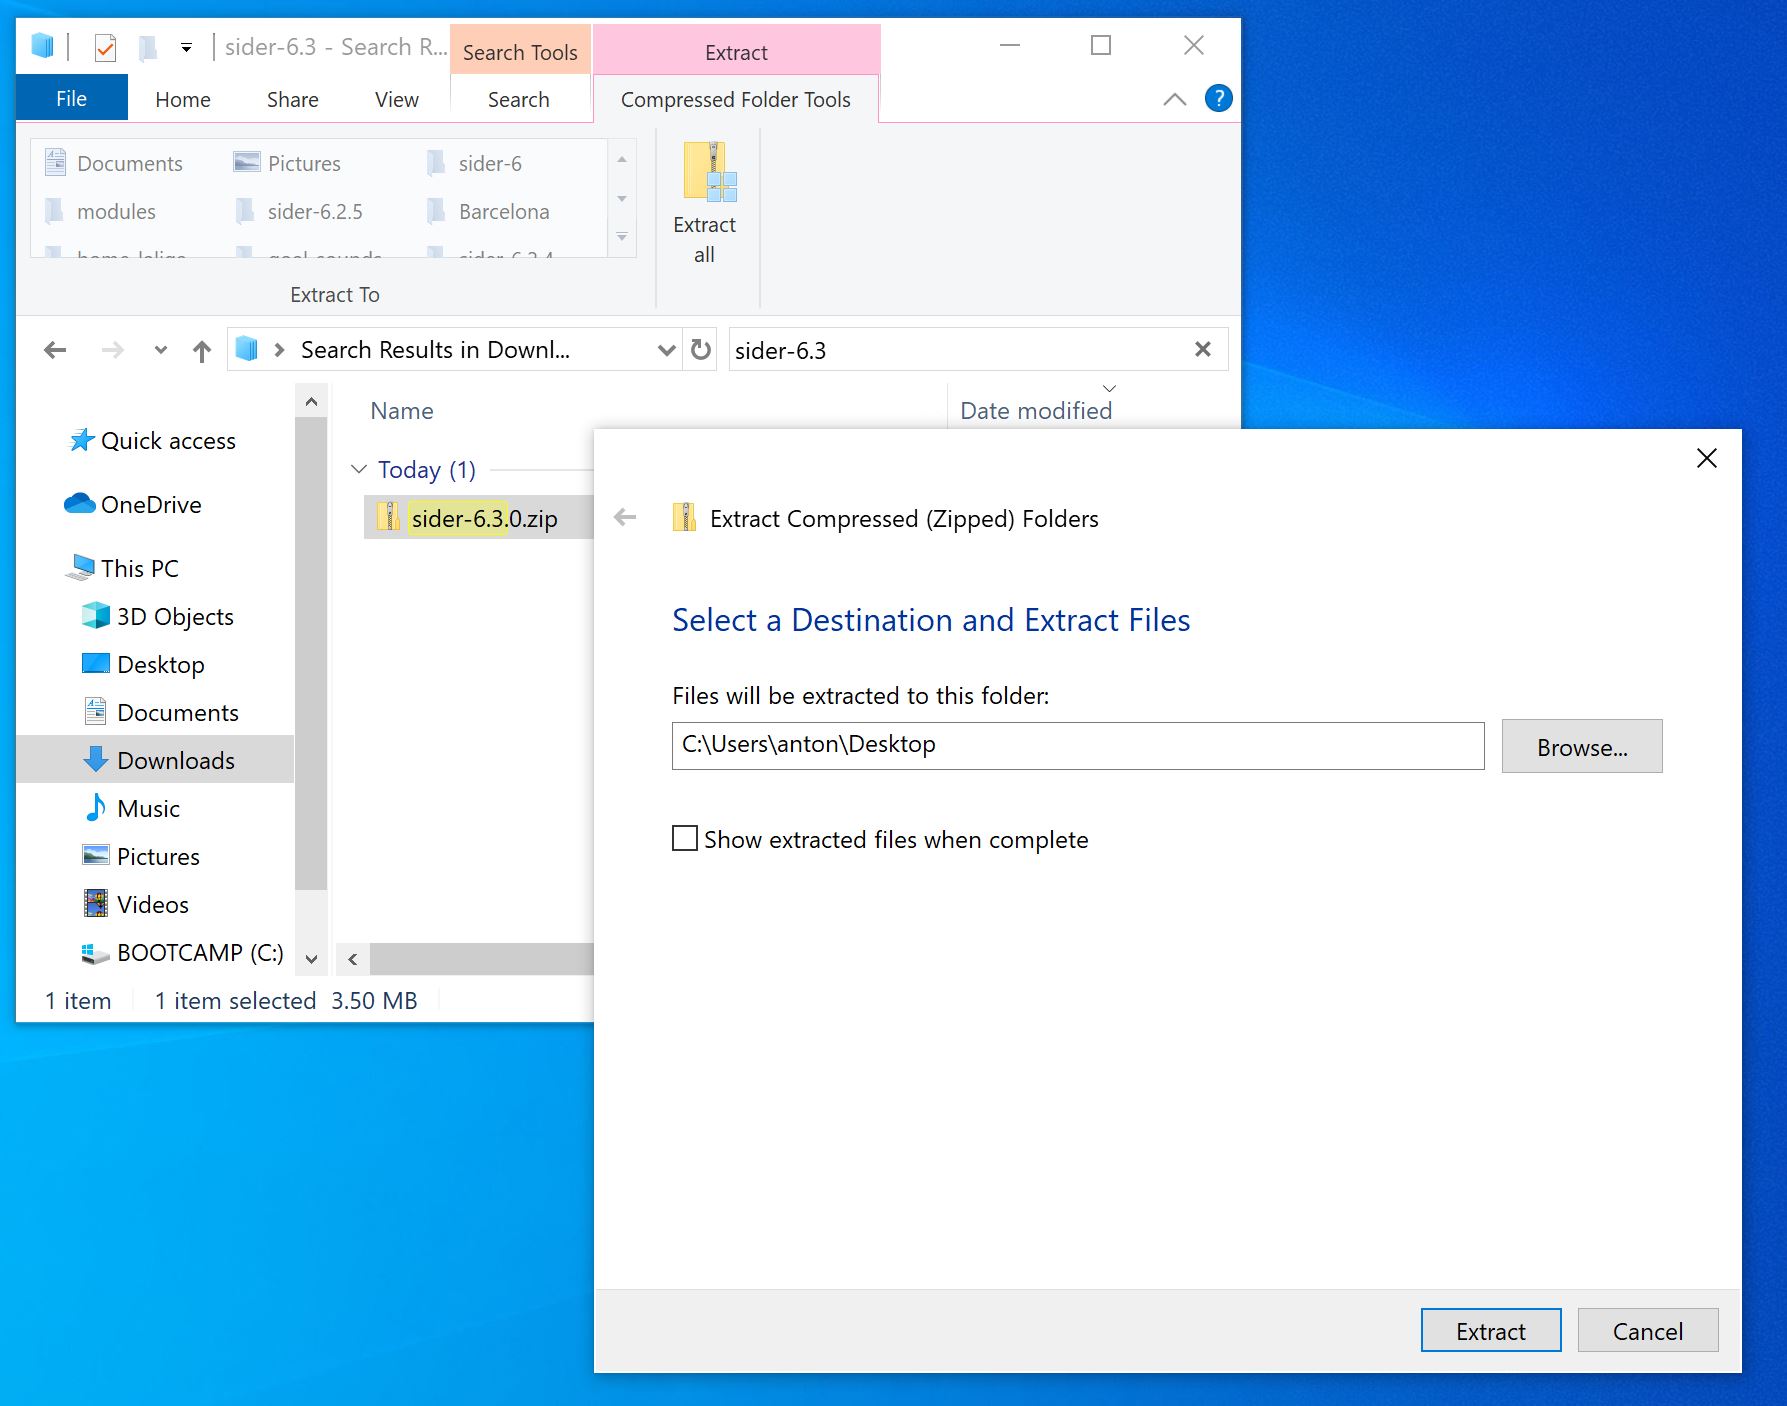 sider-6.3 - Search R...
Search Tools
Extract
File
Home
Share
View
Search
Compressed Folder Tools
?
Documents
Pictures
sider-6
modules
sider-6.2.5
Barcelona
Extract To
Extract
all
Search Results in Downl...
sider-6.3
Name
Date modified
Quick access
OneDrive
This PC
3D Objects
Desktop
Documents
Downloads
Music
Pictures
Videos
BOOTCAMP (C:)
Today (1)
sider-6.3.0.zip
1 item
1 item selected 3.50 MB
Extract Compressed (Zipped) Folders
Select a Destination and Extract Files
Files will be extracted to this folder:
C:\Users\anton\Desktop
Browse...
Show extracted files when complete
Extract
Cancel